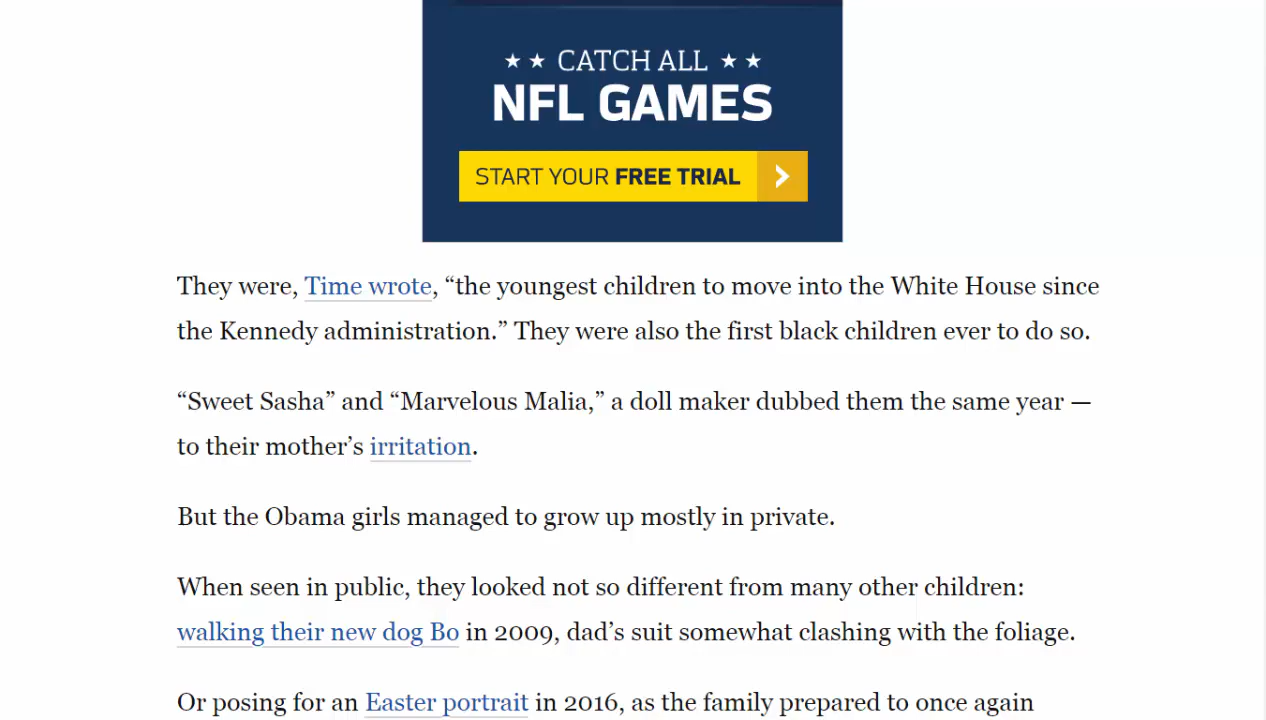 ★ ★ CATCH ALL ★ ★
NFL GAMES
START YOUR FREE TRIAL
They were, Time wrote, “the youngest children to move into the White House since
the Kennedy administration.” They were also the first black children ever to do so.
“Sweet Sasha” and “Marvelous Malia,” a doll maker dubbed them the same year —
to their mother’s irritation.
But the Obama girls managed to grow up mostly in private.
When seen in public, they looked not so different from many other children:
walking their new dog Bo in 2009, dad’s suit somewhat clashing with the foliage.
Or posing for an Easter portrait in 2016, as the family prepared to once again